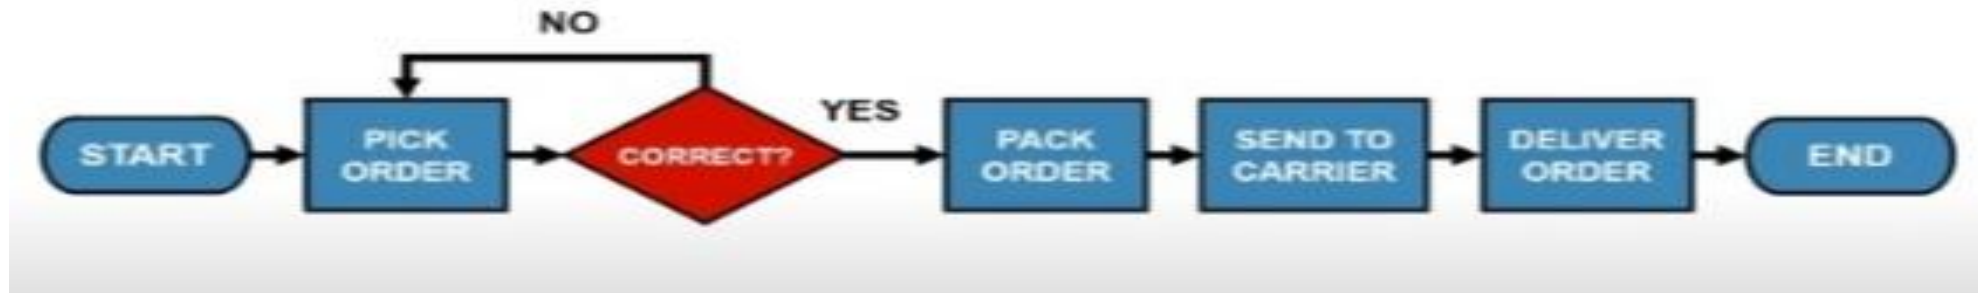 NO
START
PICK
ORDER
CORRECT?
YES
PACK
ORDER
SEND TO
CARRIER
DELIVER
ORDER
END